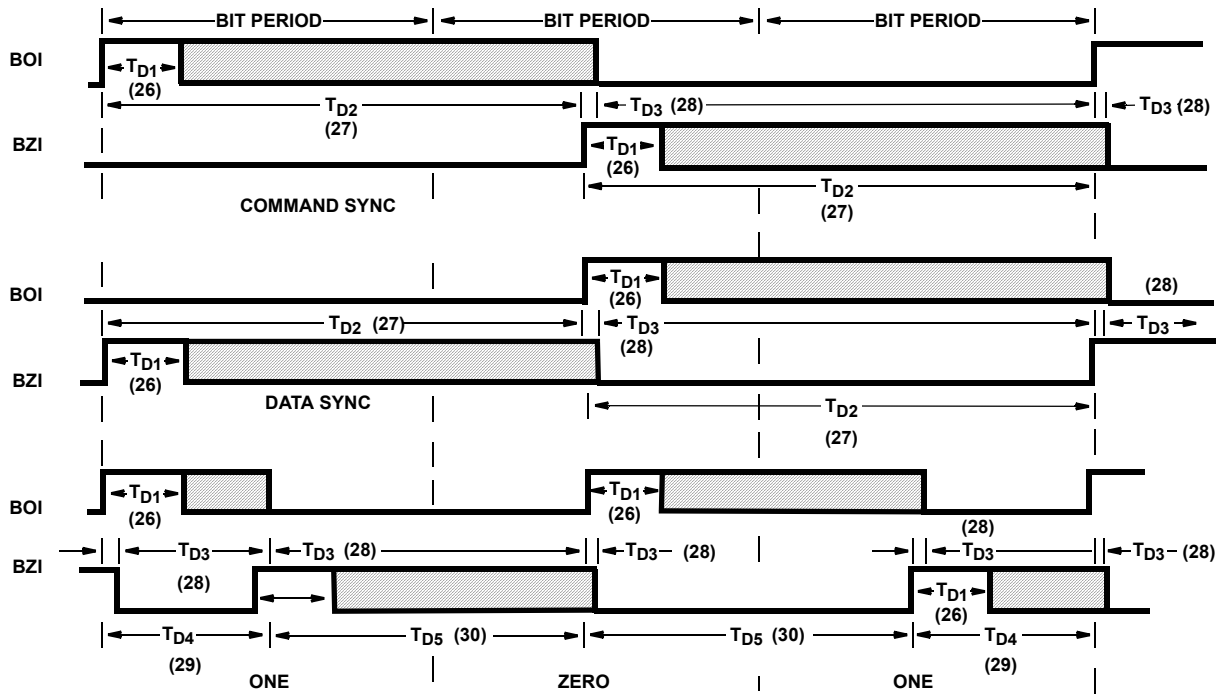 BIT PERIOD BIT PERIOD BIT PERIOD
BOI
TD1
(26)
TD2
(27)
TD3 (28)
TD3 (28)
BZI
TD1
(26)
TD2
(27)
COMMAND SYNC
BOI
TD1
(26)
(28)
TD2 (27)
TD3
(28)
TD3
BZI
TD1
(26)
DATA SYNC
TD2
(27)
BOI
TD1
(26)
TD1
(26)
(28)
BZI
TD3
(28)
TD3 (28)
TD3 (28)
TD3
TD3 (28)
TD1
(26)
TD4
(29)
TD5 (30)
TD5 (30)
TD4
(29)
ONE ZERO ONE